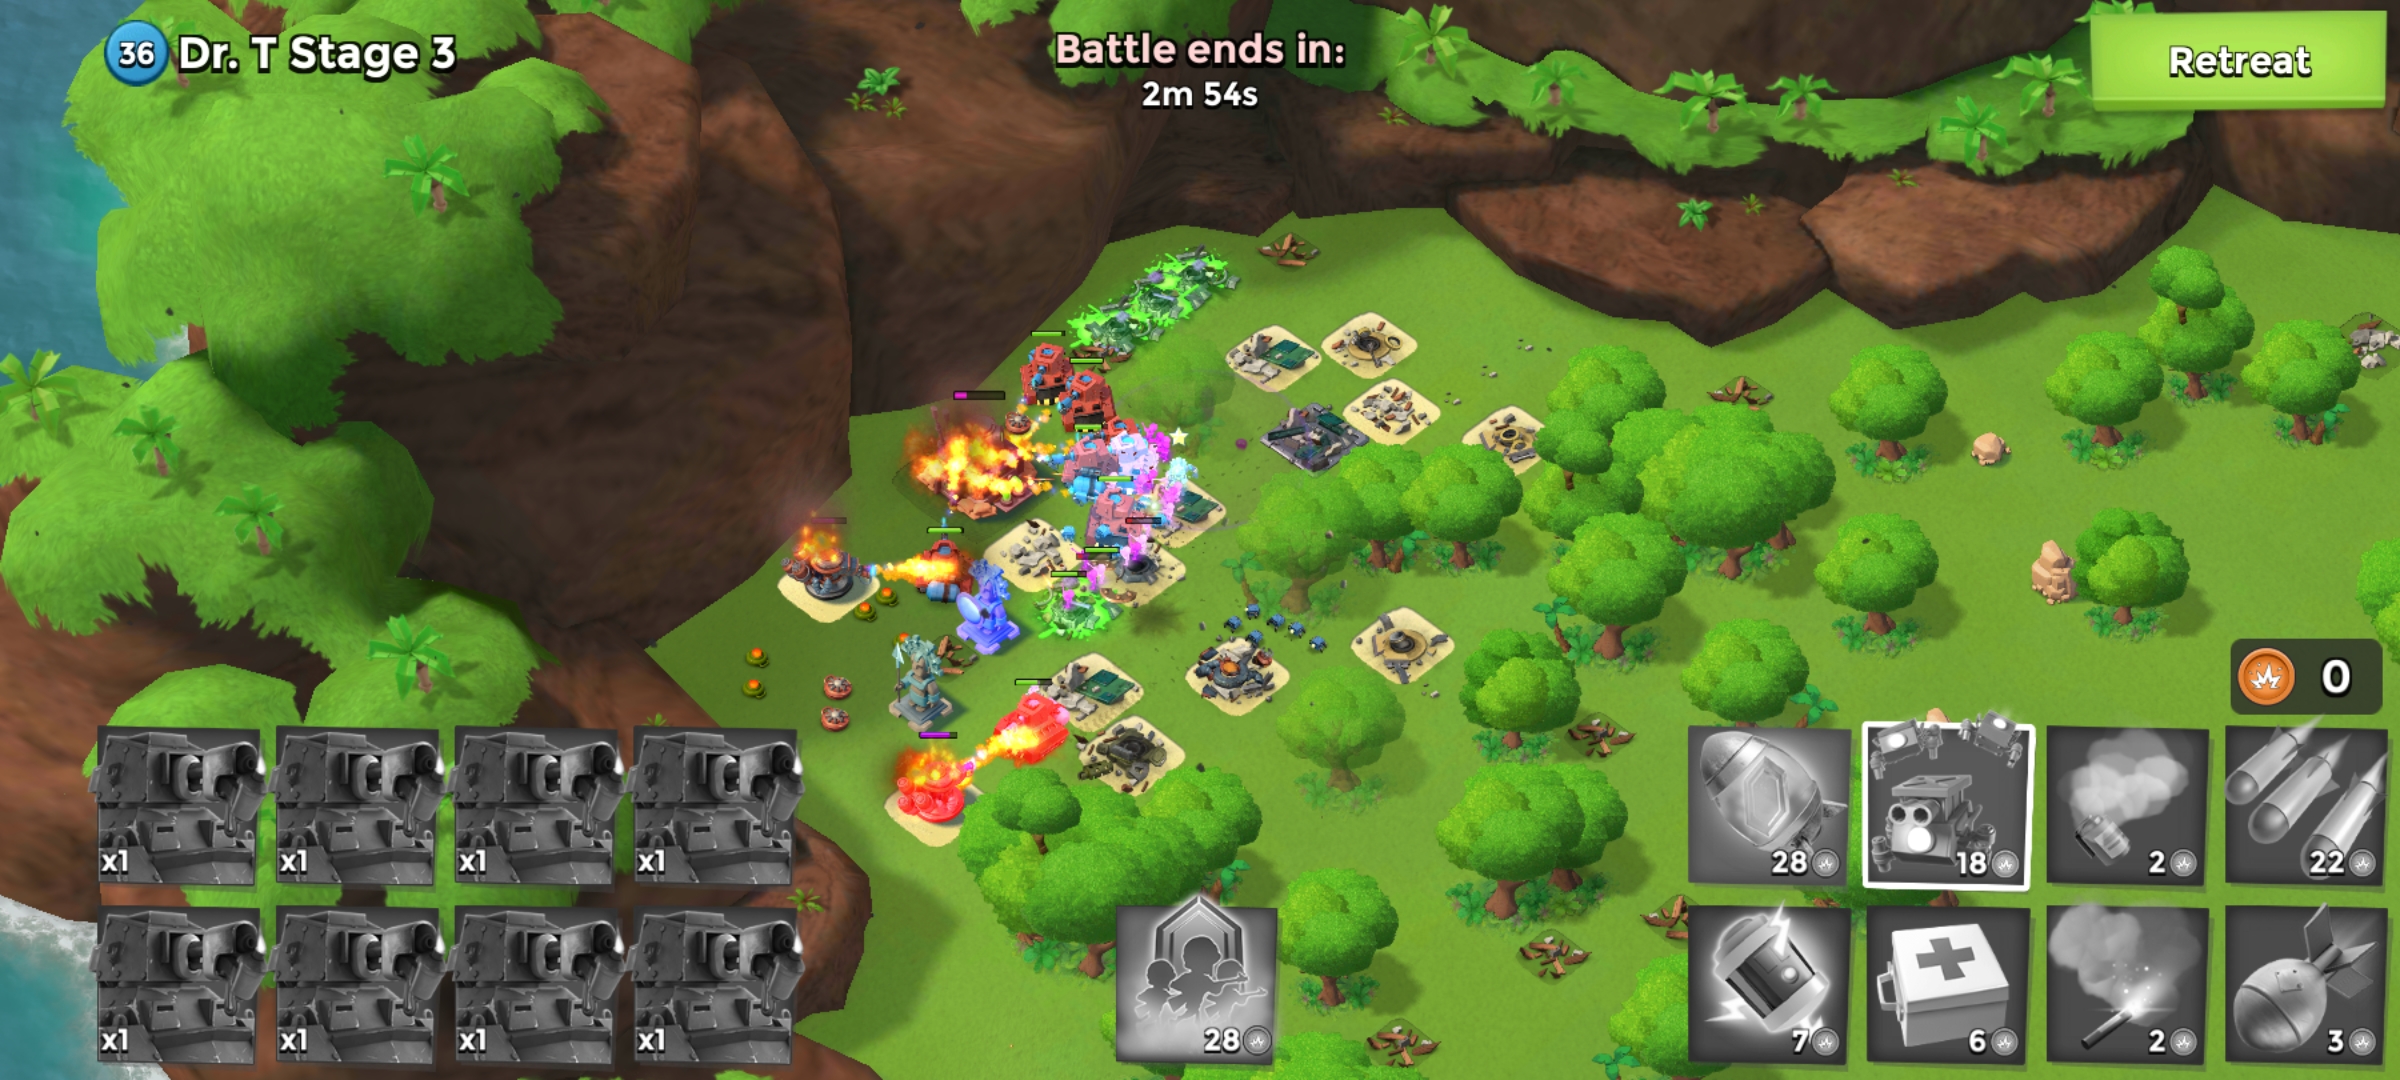 36 Dr. T Stage 3
Battle ends in:
2m 54s
Retreat
0
x1 x1 x1 x1
28 18 2 22
x1 x1 x1 x1
28
7 6 2 3